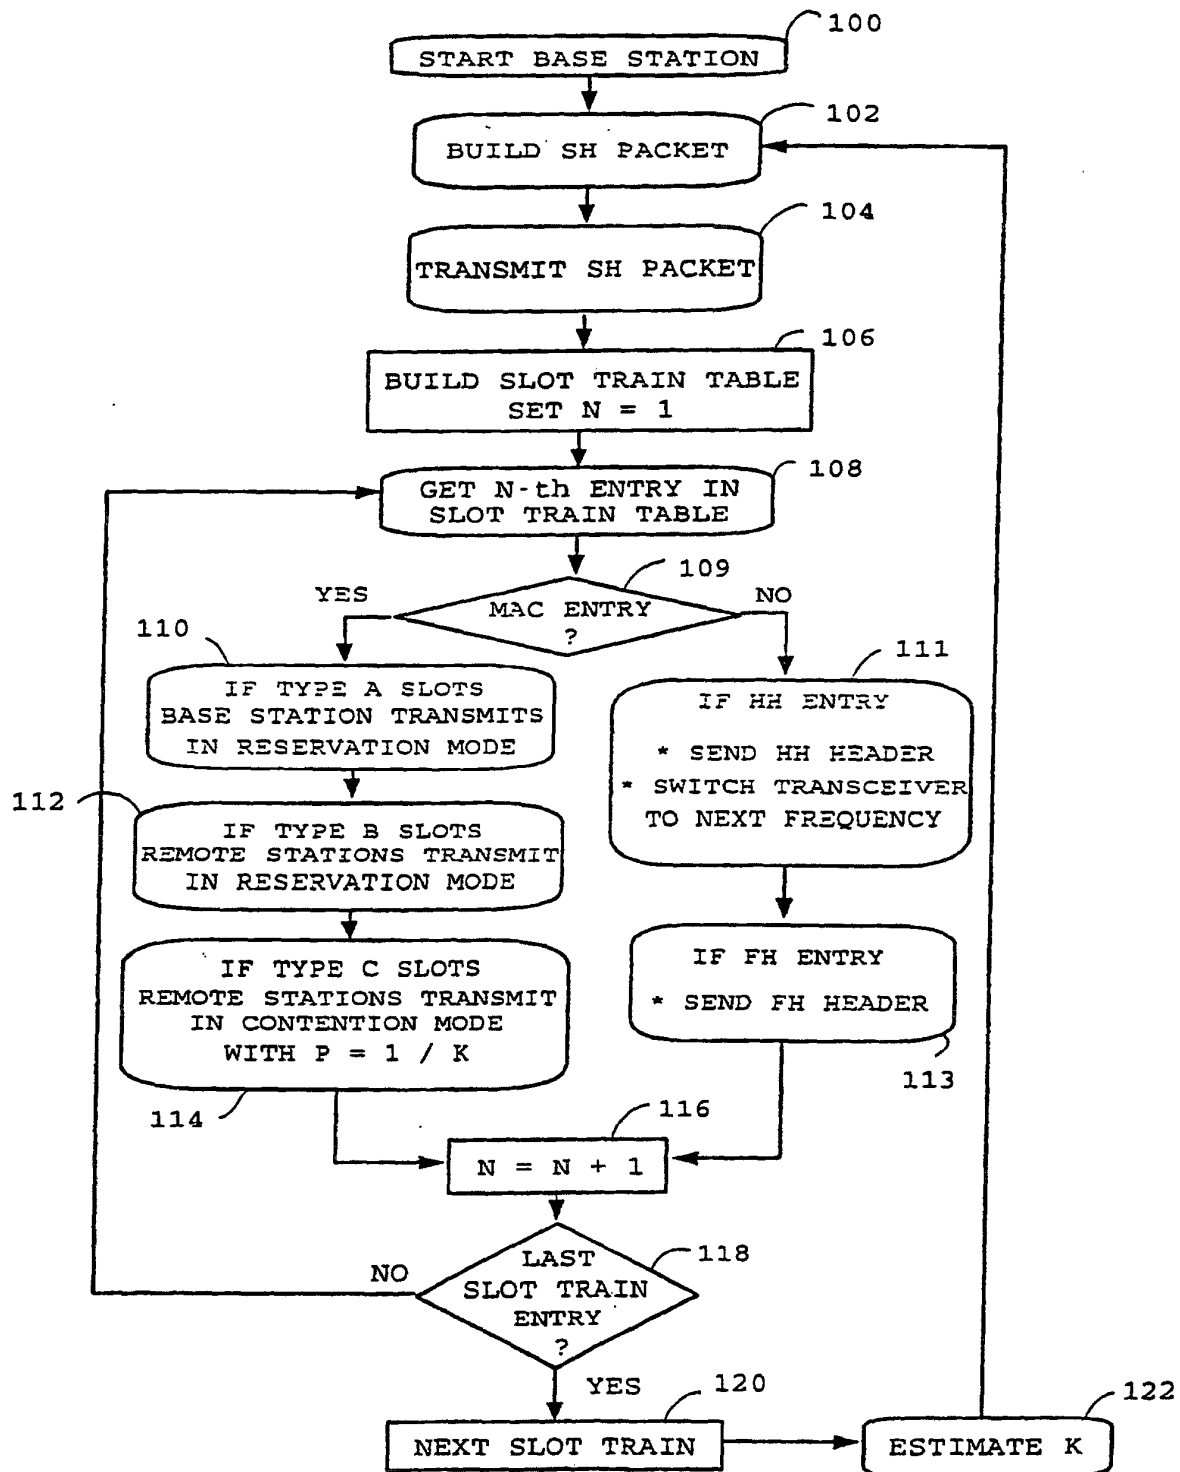 100
START BASE STATION
102
BUILD SH PACKET
104
TRANSMIT SH PACKET
106
BUILD SLOT TRAIN TABLE
SET N = 1
108
GET N-th ENTRY IN
SLOT TRAIN TABLE
109
YES
MAC ENTRY
?
NO
110
IF TYPE A SLOTS
BASE STATION TRANSMITS
IN RESERVATION MODE
111
IF HH ENTRY
* SEND HH HEADER
* SWITCH TRANSCEIVER
TO NEXT FREQUENCY
112
IF TYPE B SLOTS
REMOTE STATIONS TRANSMIT
IN RESERVATION MODE
IF TYPE C SLOTS
REMOTE STATIONS TRANSMIT
IN CONTENTION MODE
WITH P = 1 / K
114
IF FH ENTRY
* SEND FH HEADER
113
116
N = N + 1
118
LAST
SLOT TRAIN
ENTRY
?
NO
YES
120
NEXT SLOT TRAIN
122
ESTIMATE K